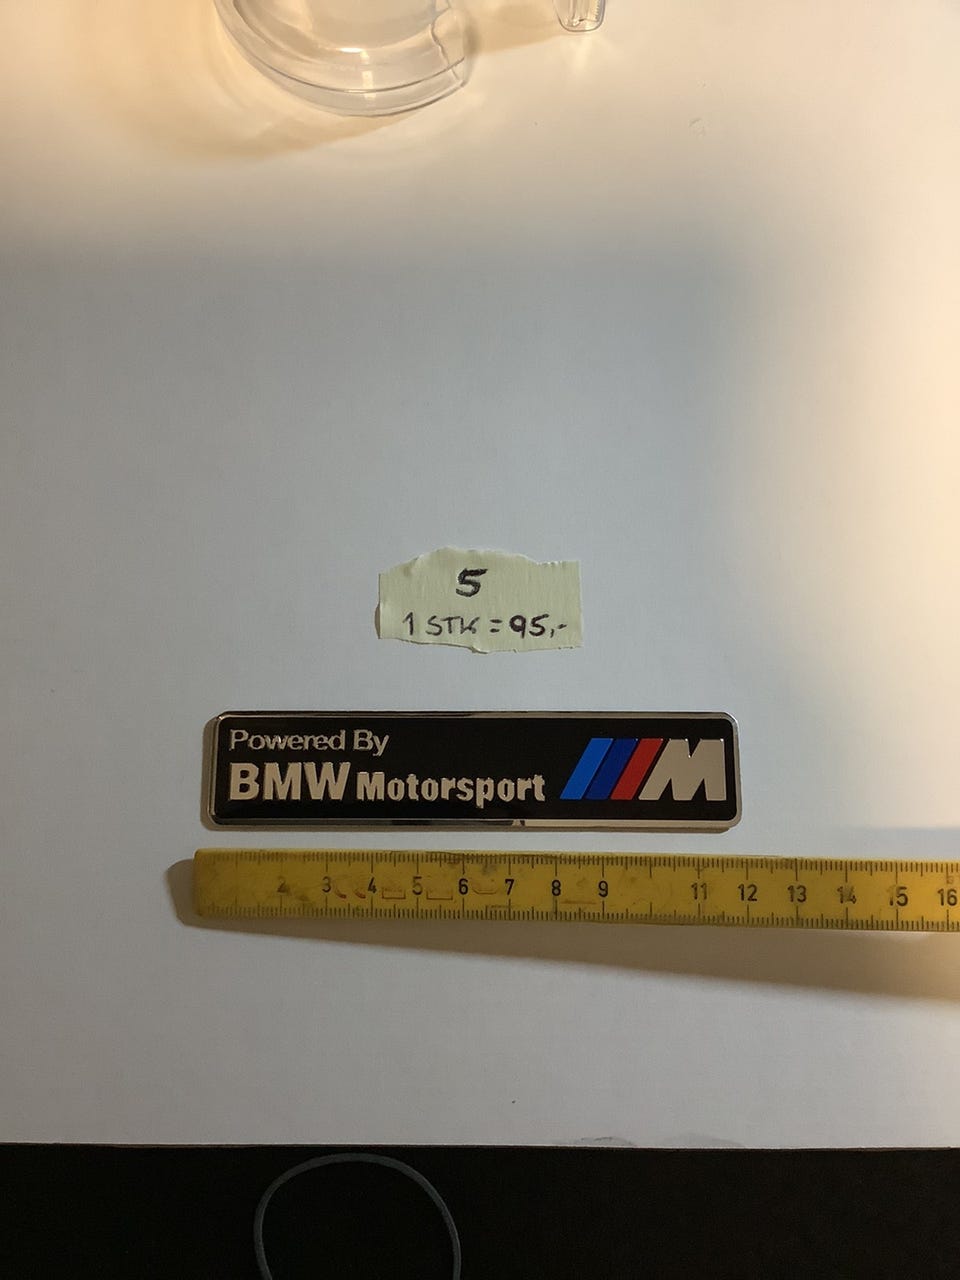 5
1 STK = 95,-
Powered By
BMW Motorsport M
2 3 4 5 6 7 8 9 11 12 13 14 15 16